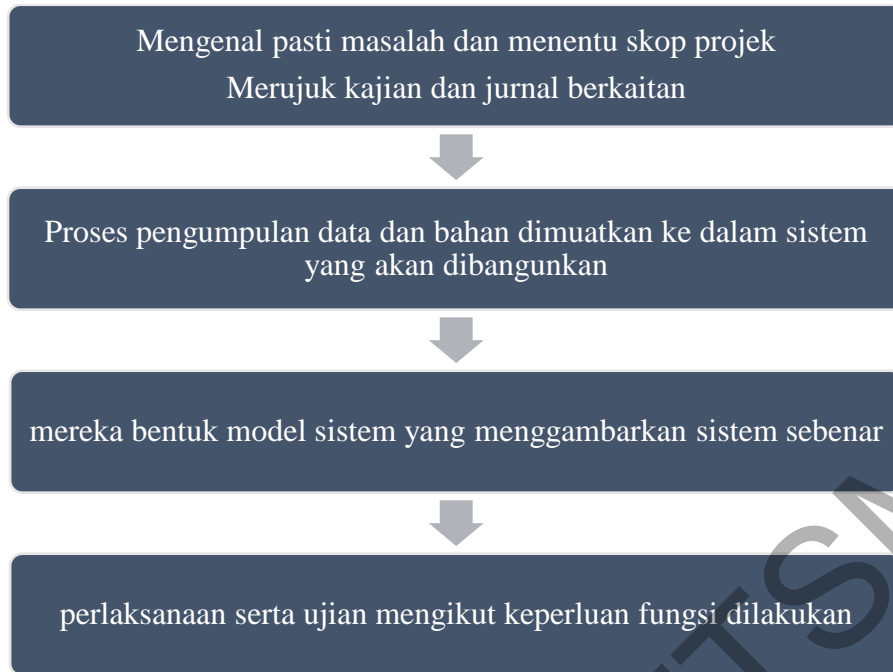 Mengenal pasti masalah dan menentu skop projek
Merujuk kajian dan jurnal berkaitan
Proses pengumpulan data dan bahan dimuatkan ke dalam sistem
yang akan dibangunkan
mereka bentuk model sistem yang menggambarkan sistem sebenar
perlaksanaan serta ujian mengikut keperluan fungsi dilakukan